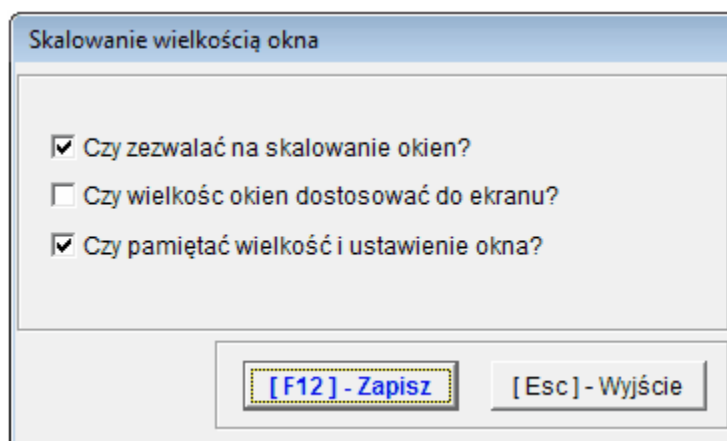 Skalowanie wielkością okna
Czy zezwalać na skalowanie okien?
Czy wielkośc okien dostosować do ekranu?
Czy pamiętać wielkość i ustawienie okna?
[ F12 ] - Zapisz
[ Esc ] - Wyjście